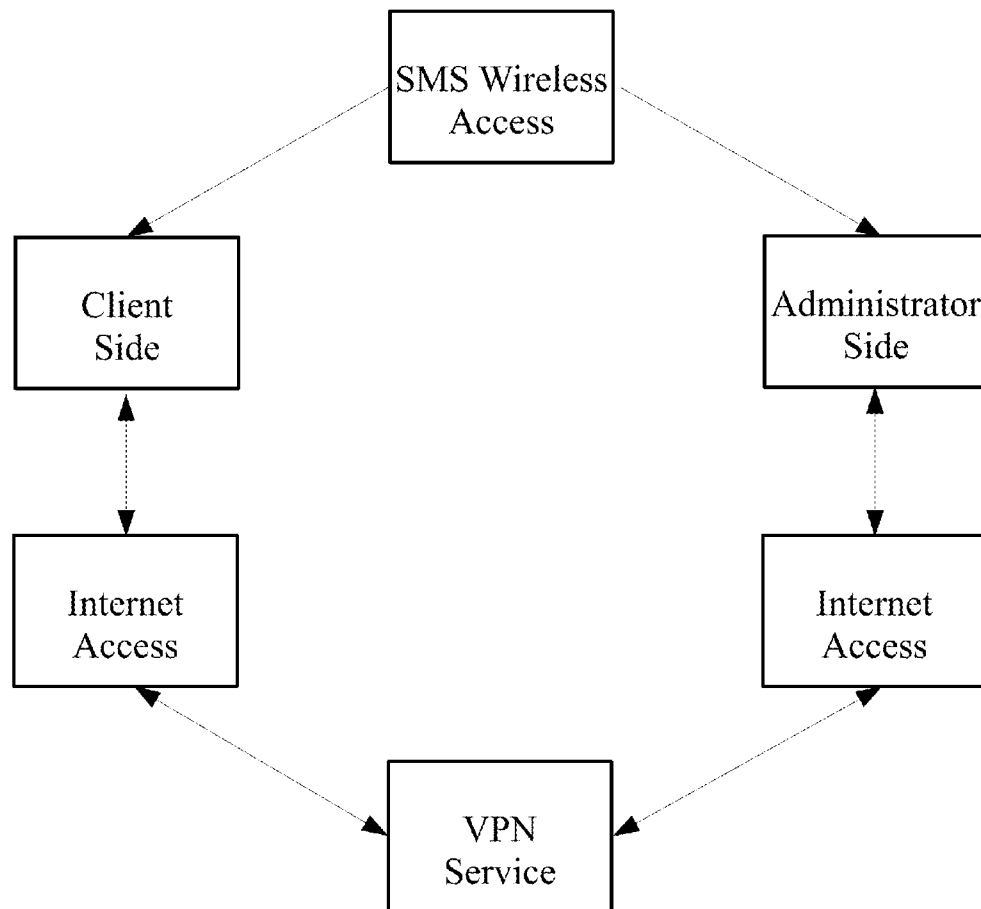 SMS Wireless
Access
Client
Side
Administrator
Side
Internet
Access
Internet
Access
VPN
Service